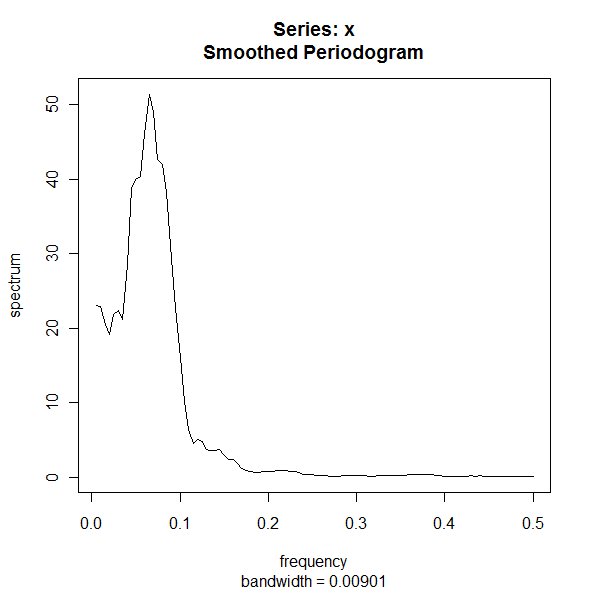 Series: x
Smoothed Periodogram
spectrum
50
40
30
20
10
0
0.0 0.1 0.2 0.3 0.4 0.5
frequency
bandwidth = 0.00901